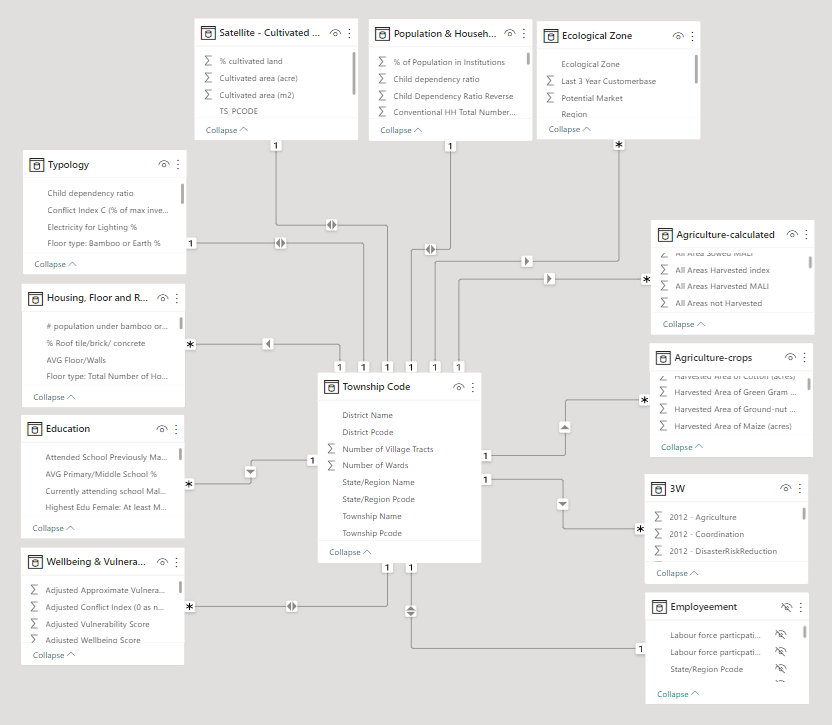 Satellite - Cultivated ...
% cultivated land
Cultivated area (acre)
Cultivated area (m2)
TS_PCODE
Collapse
Population & Househ...
% of Population in Institutions
Child dependency ratio
Child Dependency Ratio Reverse
Conventional HH Total Number...
Collapse
Ecological Zone
Ecological Zone
Last 3 Year Customerbase
Potential Market
Region
Collapse
Typology
Child dependency ratio
Conflict Index C (% of max inve...
Electricity for Lighting %
Floor type: Bamboo or Earth %
Collapse
Housing, Floor and R...
# population under bamboo or...
% Roof tile/brick/ concrete
AVG Floor/Walls
Floor type: Total Number of Ho...
Collapse
Education
Attended School Previously Ma...
AVG Primary/Middle School %
Currently attending school Mal...
Highest Edu Female: At least M...
Collapse
Wellbeing & Vulnera...
Adjusted Approximate Vulnera...
Adjusted Conflict Index (0 as n...
Adjusted Vulnerability Score
Adjusted Wellbeing Score
Collapse
Township Code
District Name
District Pcode
Number of Village Tracts
Number of Wards
State/Region Name
State/Region Pcode
Township Name
Township Pcode
Collapse
Agriculture-calculated
All Area Sowed MALI
All Areas Harvested index
All Areas Harvested MALI
All Areas not Harvested
Collapse
Agriculture-crops
Harvested Area of Cotton (acres)
Harvested Area of Green Gram ...
Harvested Area of Ground-nut ...
Harvested Area of Maize (acres)
Collapse
3W
2012 - Agriculture
2012 - Coordination
2012 - DisasterRiskReduction
Collapse
Employeement
Labour force particpati...
Labour force particpati...
State/Region Pcode
Collapse
1
1
*
1
*
*
*
*
*
*
1
1
1
1
1
1
1
1
1
1
1
1